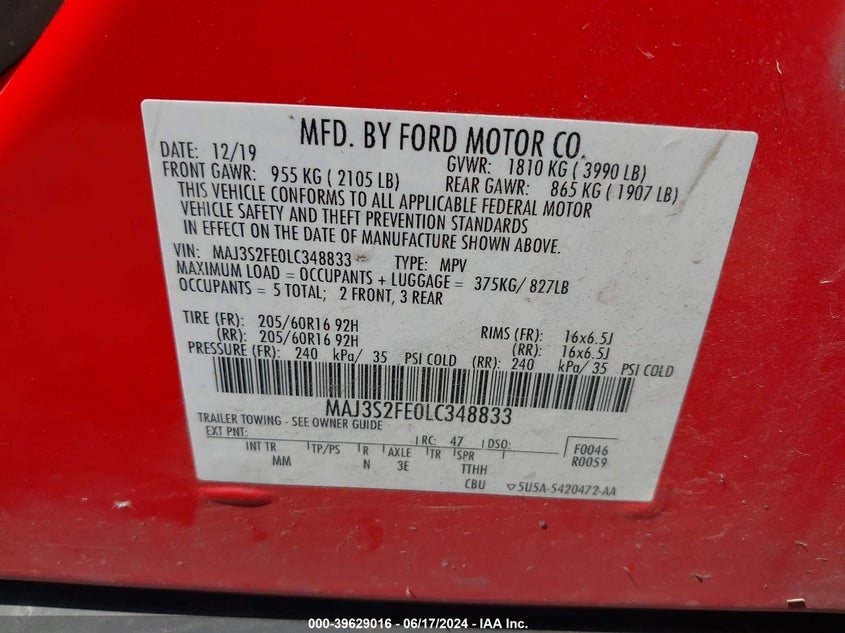 MFD. BY FORD MOTOR CO.
DATE: 12/19 GVWR: 1810 KG ( 3990 LB)
FRONT GAWR: 955 KG ( 2105 LB) REAR GAWR: 865 KG ( 1907 LB)
THIS VEHICLE CONFORMS TO ALL APPLICABLE FEDERAL MOTOR
VEHICLE SAFETY AND THEFT PREVENTION STANDARDS
IN EFFECT ON THE DATE OF MANUFACTURE SHOWN ABOVE.
VIN: MAJ3S2FE0LC348833 TYPE: MPV
MAXIMUM LOAD = OCCUPANTS + LUGGAGE = 375KG/ 827LB
OCCUPANTS = 5 TOTAL; 2 FRONT, 3 REAR
TIRE (FR): 205/60R16 92H RIMS (FR): 16x6.5J
(RR): 205/60R16 92H (RR): 16x6.5J
PRESSURE (FR): 240 kPa/ 35 PSI COLD (RR): 240 kPa/ 35 PSI COLD
MAJ3S2FE0LC348833
TRAILER TOWING - SEE OWNER GUIDE
EXT PNT: RC: 47 DSO: F0046
INT TR TP/PS R AXLE TR SPR R0059
MM N 3E TTHH
CBU 5U5A-5420472-AA
000-39629016 - 06/17/2024 - IAA Inc.